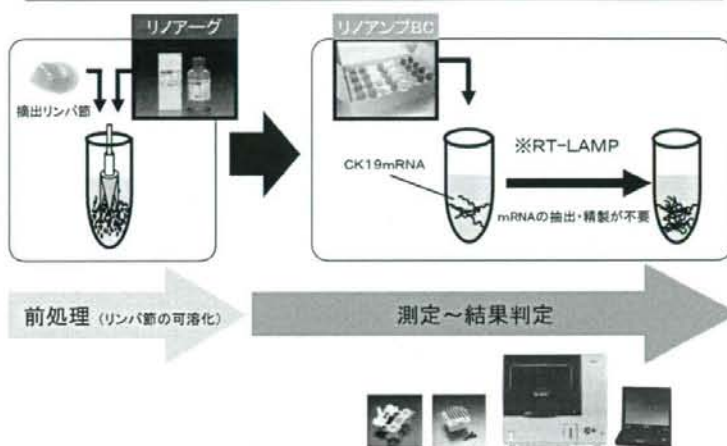 リノアーグ
リノアンプBC
摘出リンパ節
CK19mRNA
※RT-LAMP
mRNAの抽出・精製が不要
前処理 (リンパ節の可溶化)
測定～結果判定